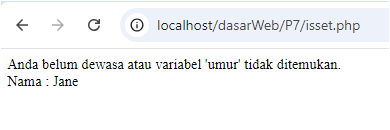 localhost/dasarWeb/P7/isset.php
Anda belum dewasa atau variabel 'umur' tidak ditemukan.
Nama : Jane